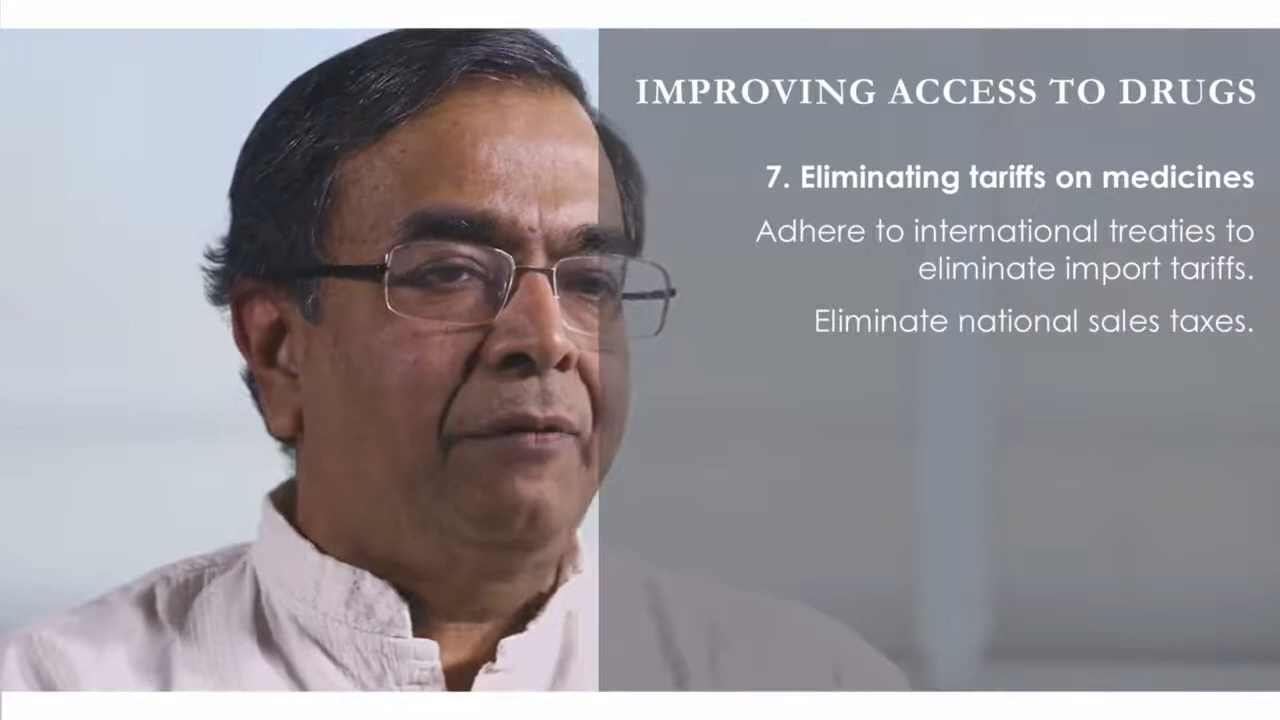 IMPROVING ACCESS TO DRUGS
7. Eliminating tariffs on medicines
Adhere to international treaties to
eliminate import tariffs.
Eliminate national sales taxes.